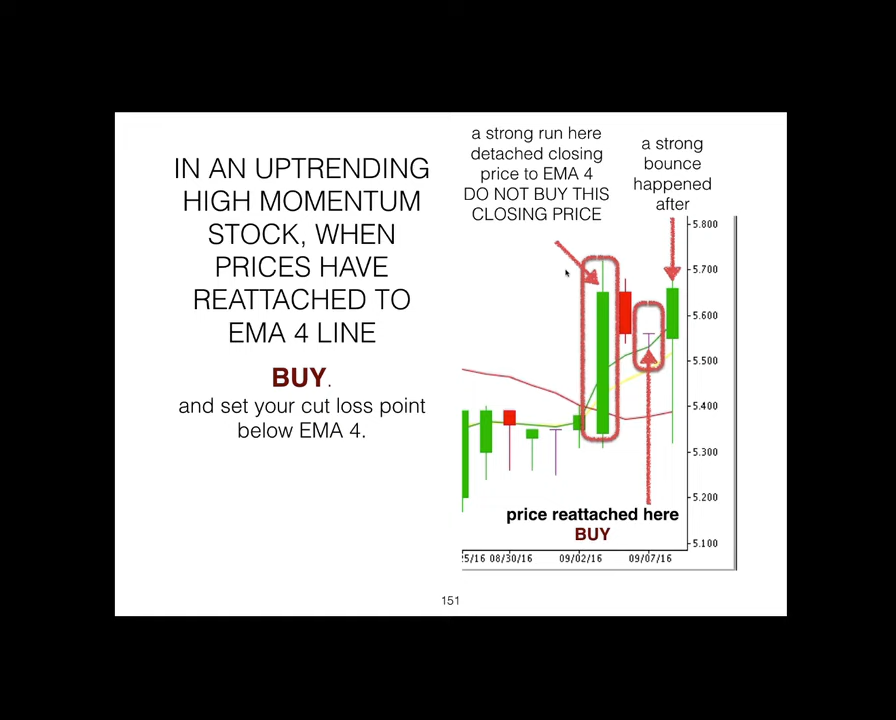 IN AN UPTRENDING
HIGH MOMENTUM
STOCK, WHEN
PRICES HAVE
REATTACHED TO
EMA 4 LINE
BUY.
and set your cut loss point
below EMA 4.
a strong run here
detached closing
price to EMA 4
DO NOT BUY THIS
CLOSING PRICE
a strong
bounce
happened
after
5.800
5.700
5.600
5.500
5.400
5.300
5.200
5.100
price reattached here
BUY
25/16 08/30/16 09/02/16 09/07/16
151